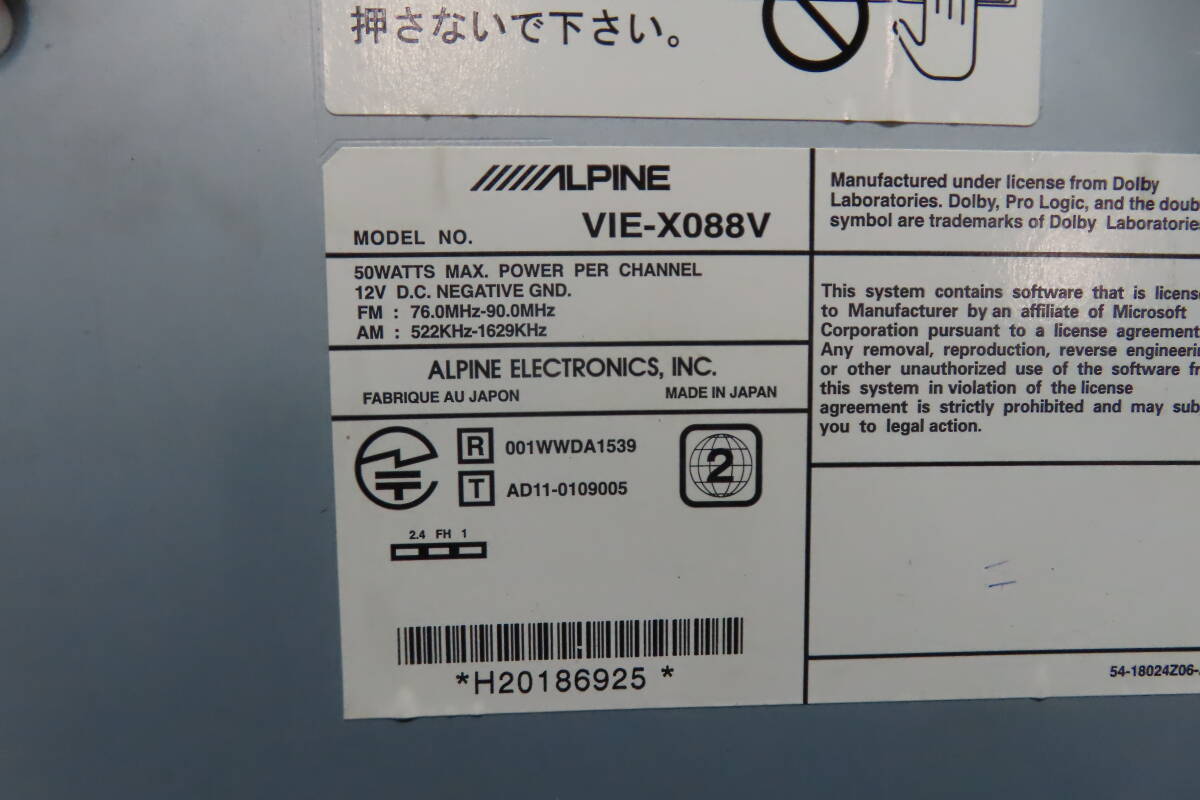 押さないで下さい。
ALPINE
MODEL NO. VIE-X088V
50WATTS MAX. POWER PER CHANNEL
12V D.C. NEGATIVE GND.
FM : 76.0MHz-90.0MHz
AM : 522KHz-1629KHz
ALPINE ELECTRONICS, INC.
FABRIQUE AU JAPON MADE IN JAPAN
R 001WWDA1539
T AD11-0109005
2
2.4 FH 1
*H20186925*
Manufactured under license from Dolby
Laboratories. Dolby, Pro Logic, and the doub
symbol are trademarks of Dolby Laboratories
This system contains software that is license
to Manufacturer by an affiliate of Microsoft
Corporation pursuant to a license agreement
Any removal, reproduction, reverse engineerin
or other unauthorized use of the software fr
this system in violation of the license
agreement is strictly prohibited and may sub
you to legal action.
54-18024Z06-